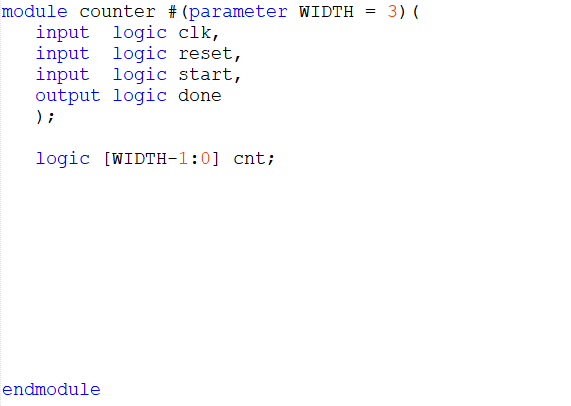 module counter #(parameter WIDTH = 3)(
input logic clk,
input logic reset,
input logic start,
output logic done
);
logic [WIDTH-1:0] cnt;
endmodule